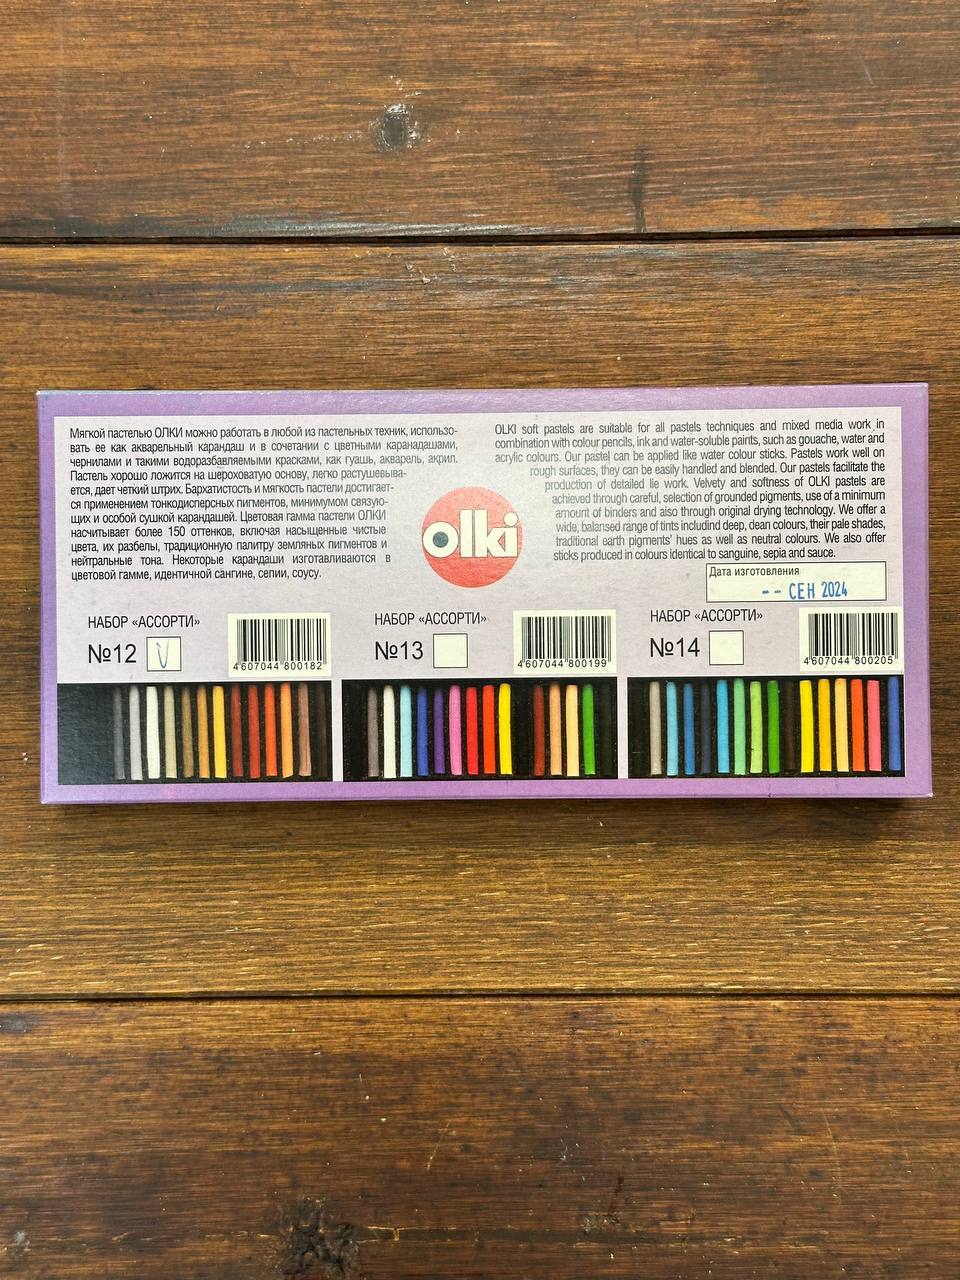 Мягкой пастелью ОЛКИ можно работать в любой из пастельных техник, использо-
вать ее как акварельный карандаш и в сочетании с цветными каранадашами,
чернилами и такими водоразбавляемыми красками, как гуашь, акварель, акрил.
Пастель хорошо ложится на шероховатую основу, легко растушевыва-
ется, дает четкий штрих. Бархатистость и мягкость пастели достигает-
ся применением тонкодисперсных пигментов, минимумом связую-
щих и особой сушкой карандашей. Цветовая гамма пастели ОЛКИ
насчитывает более 150 оттенков, включая насыщенные чистые
цвета, их разбелы, традиционную палитру земляных пигментов и
нейтральные тона. Некоторые карандаши изготавливаются в
цветовой гамме, идентичной сангине, сепии, соусу.
OLKI soft pastels are suitable for all pastels techniques and mixed media work in
combination with colour pencils, ink and water-soluble paints, such as gouache, water and
acrylic colours. Our pastel can be applied like water colour sticks. Pastels work well on
rough surfaces, they can be easily handled and blended. Our pastels facilitate the
production of detailed lie work. Velvety and softness of OLKI pastels are
achieved through careful, selection of grounded pigments, use of a minimum
amount of binders and also through original drying technology. We offer a
wide, balansed range of tints includind deep, dean colours, their pale shades,
traditional earth pigments' hues as well as neutral colours. We also offer
sticks produced in colours identical to sanguine, sepia and sauce.
olki
Дата изготовления
-- СЕН 2024
НАБОР «АССОРТИ»
№12 V
4 607044 800182
НАБОР «АССОРТИ»
№13
4 607044 800199
НАБОР «АССОРТИ»
№14
4 607044 800205